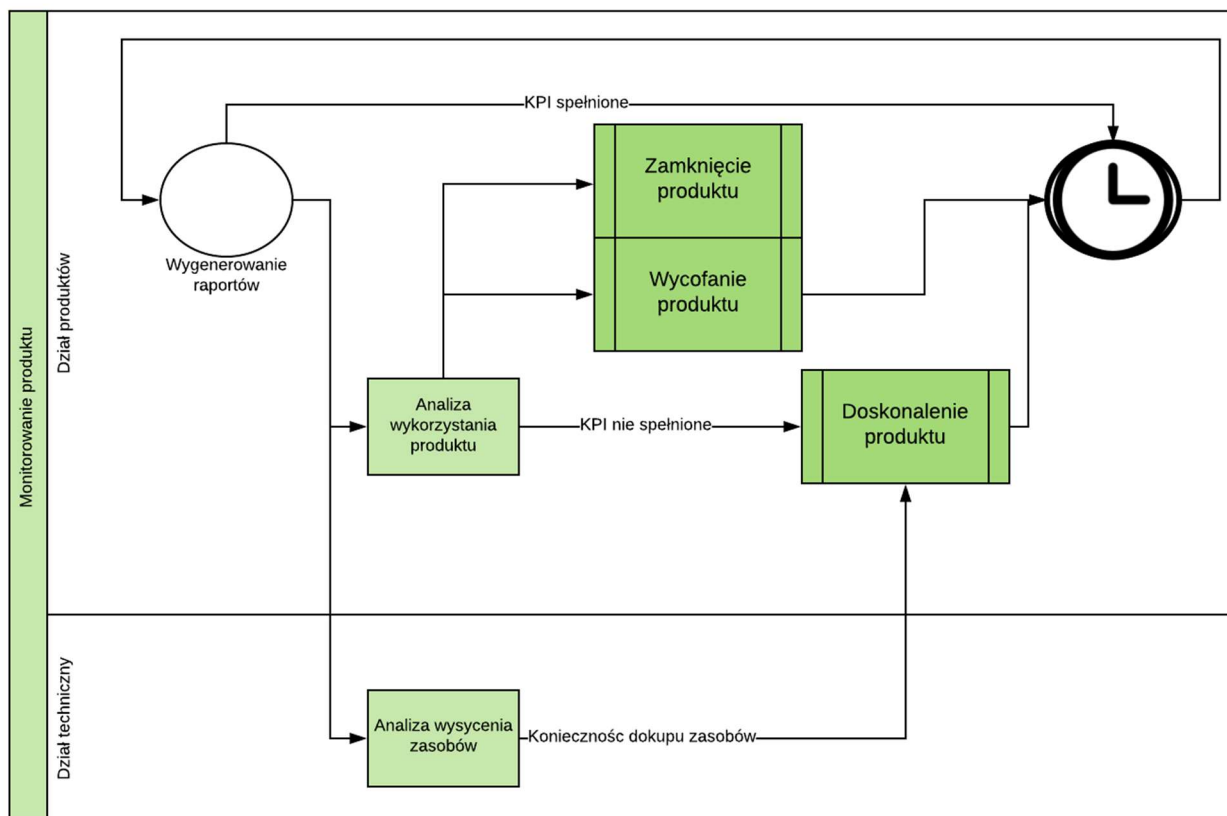 Monitorowanie produktu
Dział produktów
KPI spełnione
Zamknięcie
produktu
Wygenerowanie
raportów
Wycofanie
produktu
Analiza
wykorzystania
produktu
KPI nie spełnione
Doskonalenie
produktu
Dział techniczny
Analiza wysycenia
zasobów
Koniecznośc dokupu zasobów